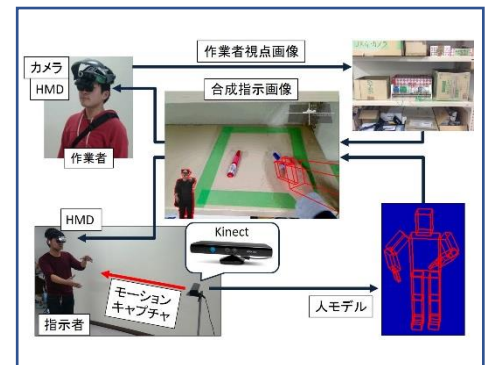 作業者視点画像
カメラ
HMD
合成指示画像
作業者
HMD
Kinect
モーション
キャプチャ
指示者
人モデル